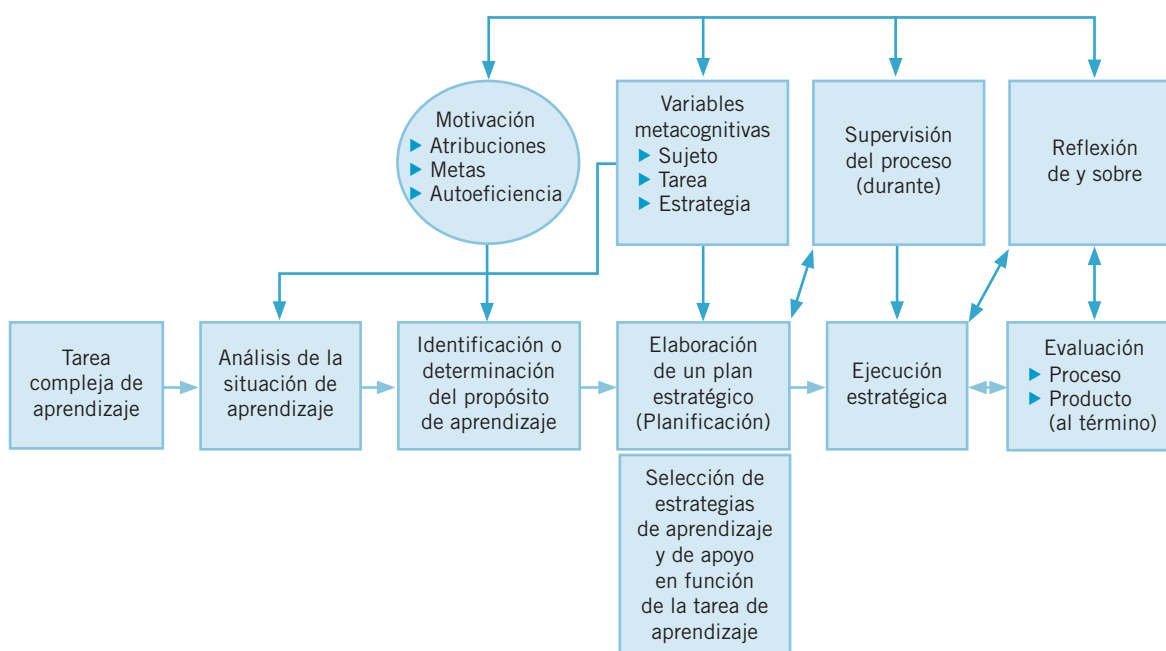 Motivación
▶ Atribuciones
▶ Metas
▶ Autoeficiencia
Variables
metacognitivas
▶ Sujeto
▶ Tarea
▶ Estrategia
Supervisión
del proceso
(durante)
Reflexión
de y sobre
Tarea
compleja de
aprendizaje
Análisis de la
situación de
aprendizaje
Identificación o
determinación
del propósito
de aprendizaje
Elaboración
de un plan
estratégico
(Planificación)
Ejecución
estratégica
Evaluación
▶ Proceso
▶ Producto
(al término)
Selección de
estrategias
de aprendizaje
y de apoyo
en función
de la tarea de
aprendizaje